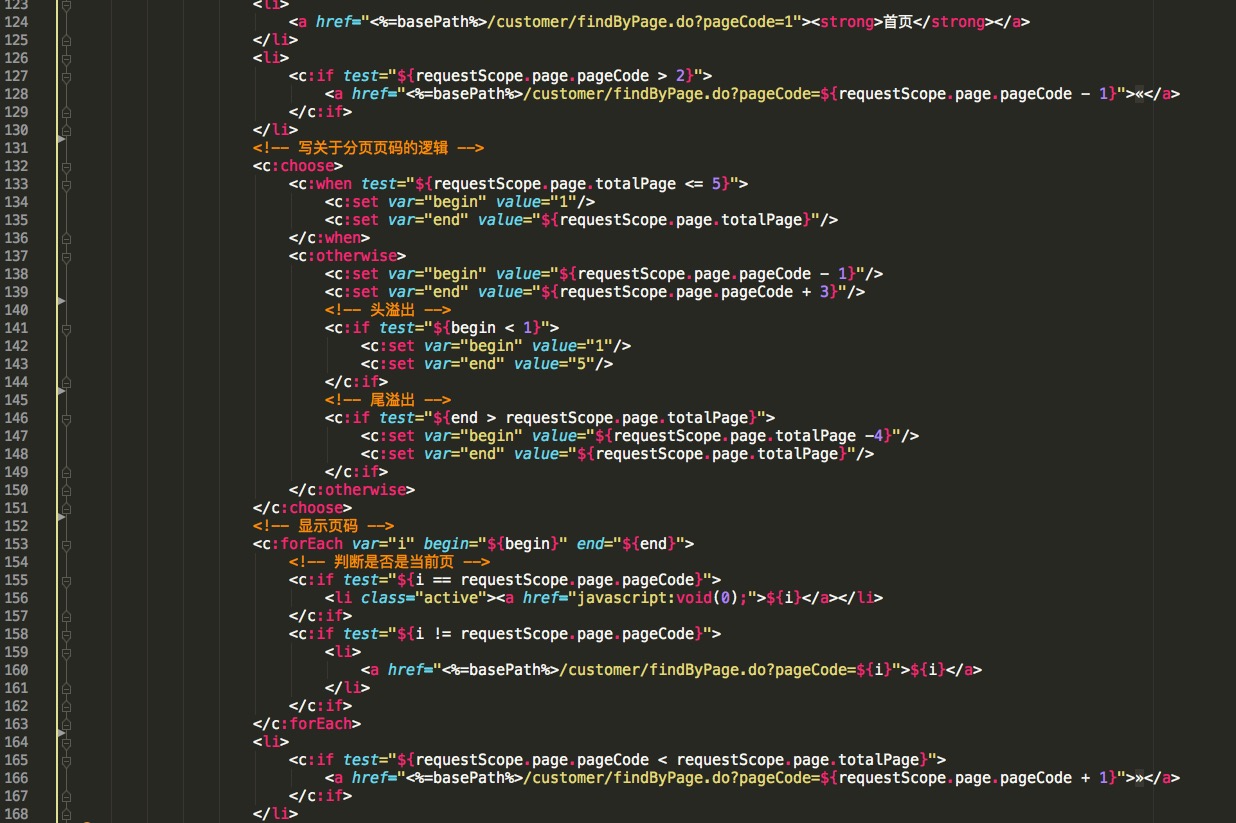 123 <li>
124 <a href="<%=basePath%>/customer/findByPage.do?pageCode=1"><strong>首页</strong></a>
125 </li>
126 <li>
127 <c:if test="${requestScope.page.pageCode > 2}">
128 <a href="<%=basePath%>/customer/findByPage.do?pageCode=${requestScope.page.pageCode - 1}">«</a>
129 </c:if>
130 </li>
131 <!-- 写关于分页页码的逻辑 -->
132 <c:choose>
133 <c:when test="${requestScope.page.totalPage <= 5}">
134 <c:set var="begin" value="1"/>
135 <c:set var="end" value="${requestScope.page.totalPage}"/>
136 </c:when>
137 <c:otherwise>
138 <c:set var="begin" value="${requestScope.page.pageCode - 1}"/>
139 <c:set var="end" value="${requestScope.page.pageCode + 3}"/>
140 <!-- 头溢出 -->
141 <c:if test="${begin < 1}">
142 <c:set var="begin" value="1"/>
143 <c:set var="end" value="5"/>
144 </c:if>
145 <!-- 尾溢出 -->
146 <c:if test="${end > requestScope.page.totalPage}">
147 <c:set var="begin" value="${requestScope.page.totalPage -4}"/>
148 <c:set var="end" value="${requestScope.page.totalPage}"/>
149 </c:if>
150 </c:otherwise>
151 </c:choose>
152 <!-- 显示页码 -->
153 <c:forEach var="i" begin="${begin}" end="${end}">
154 <!-- 判断是否是当前页 -->
155 <c:if test="${i == requestScope.page.pageCode}">
156 <li class="active"><a href="javascript:void(0);">${i}</a></li>
157 </c:if>
158 <c:if test="${i != requestScope.page.pageCode}">
159 <li>
160 <a href="<%=basePath%>/customer/findByPage.do?pageCode=${i}">${i}</a>
161 </li>
162 </c:if>
163 </c:forEach>
164 <li>
165 <c:if test="${requestScope.page.pageCode < requestScope.page.totalPage}">
166 <a href="<%=basePath%>/customer/findByPage.do?pageCode=${requestScope.page.pageCode + 1}">»</a>
167 </c:if>
168 </li>